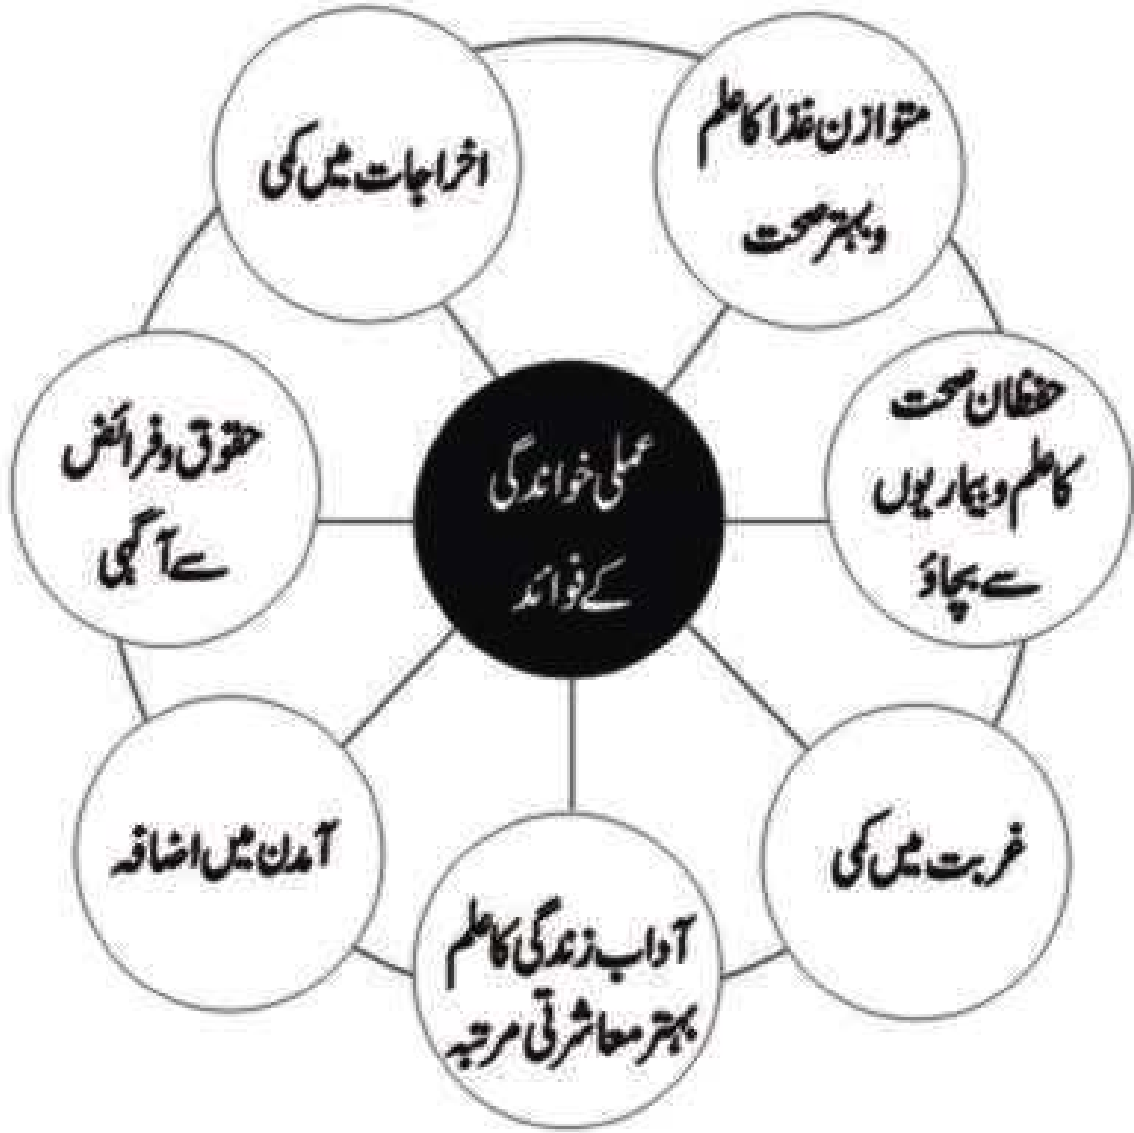 عملی خواندگی
کے فوائد
متوازن غذا کا علم
و بہتر صحت
حفظان صحت
کا علم و بیماریوں
سے بچاؤ
غربت میں کمی
آداب زندگی کا علم
بہتر معاشرتی مرتبہ
آمدن میں اضافہ
حقوق و فرائض
سے آگہی
اخراجات میں کمی